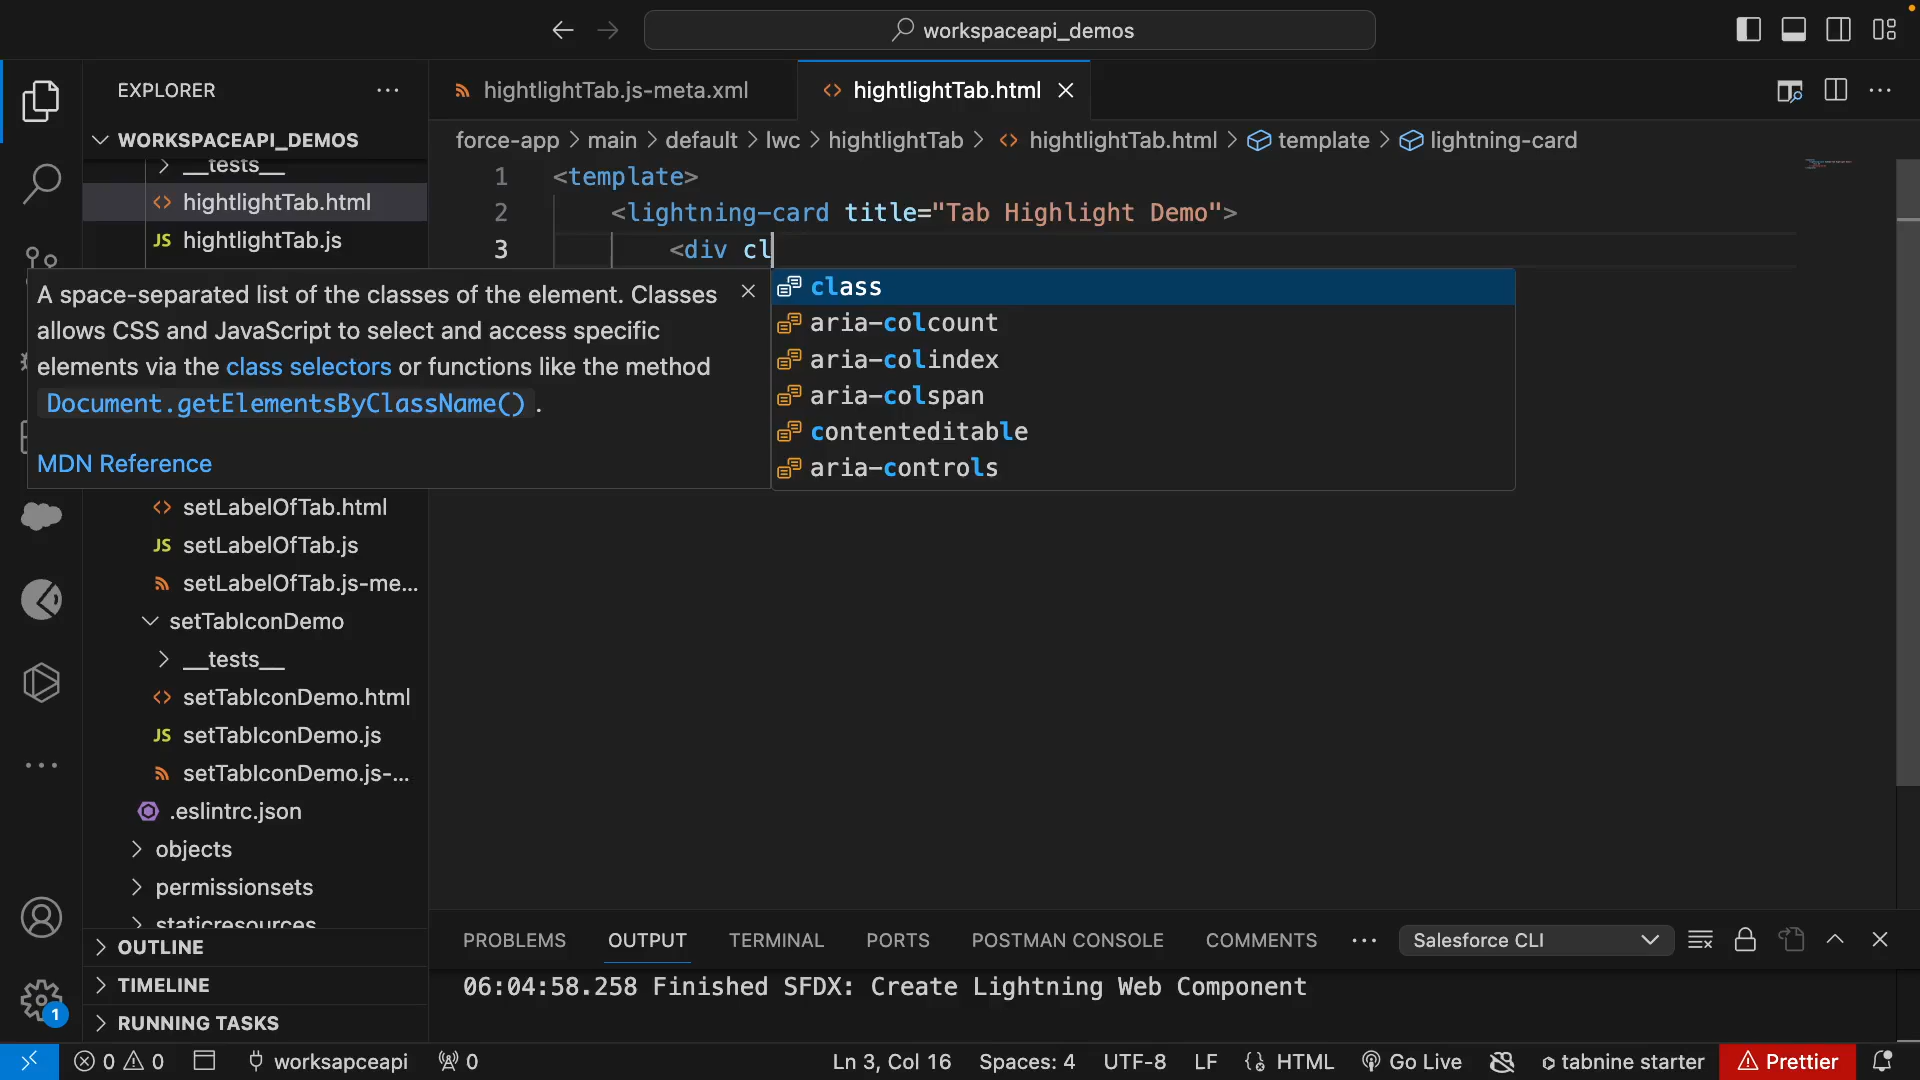 workspaceapi_demos
EXPLORER
WORKSPACEAPI_DEMOS
__tests__
hightlightTab.html
JS hightlightTab.js
hightlightTab.js-meta.xml
hightlightTab.html
force-app > main > default > lwc > hightlightTab > hightlightTab.html > template > lightning-card
1 <template>
2 <lightning-card title="Tab Highlight Demo">
3 <div cl
A space-separated list of the classes of the element. Classes
allows CSS and JavaScript to select and access specific
elements via the class selectors or functions like the method
Document.getElementsByClassName().
MDN Reference
class
aria-colcount
aria-colindex
aria-colspan
contenteditable
aria-controls
setLabelOfTab.html
JS setLabelOfTab.js
setLabelOfTab.js-me...
setTabIconDemo
__tests__
setTabIconDemo.html
JS setTabIconDemo.js
setTabIconDemo.js-...
.eslintrc.json
objects
permissionsets
staticresources
OUTLINE
TIMELINE
RUNNING TASKS
1
PROBLEMS OUTPUT TERMINAL PORTS POSTMAN CONSOLE COMMENTS Salesforce CLI
06:04:58.258 Finished SFDX: Create Lightning Web Component
0 0 worksapceapi 0 Ln 3, Col 16 Spaces: 4 UTF-8 LF HTML Go Live tabnine starter Prettier